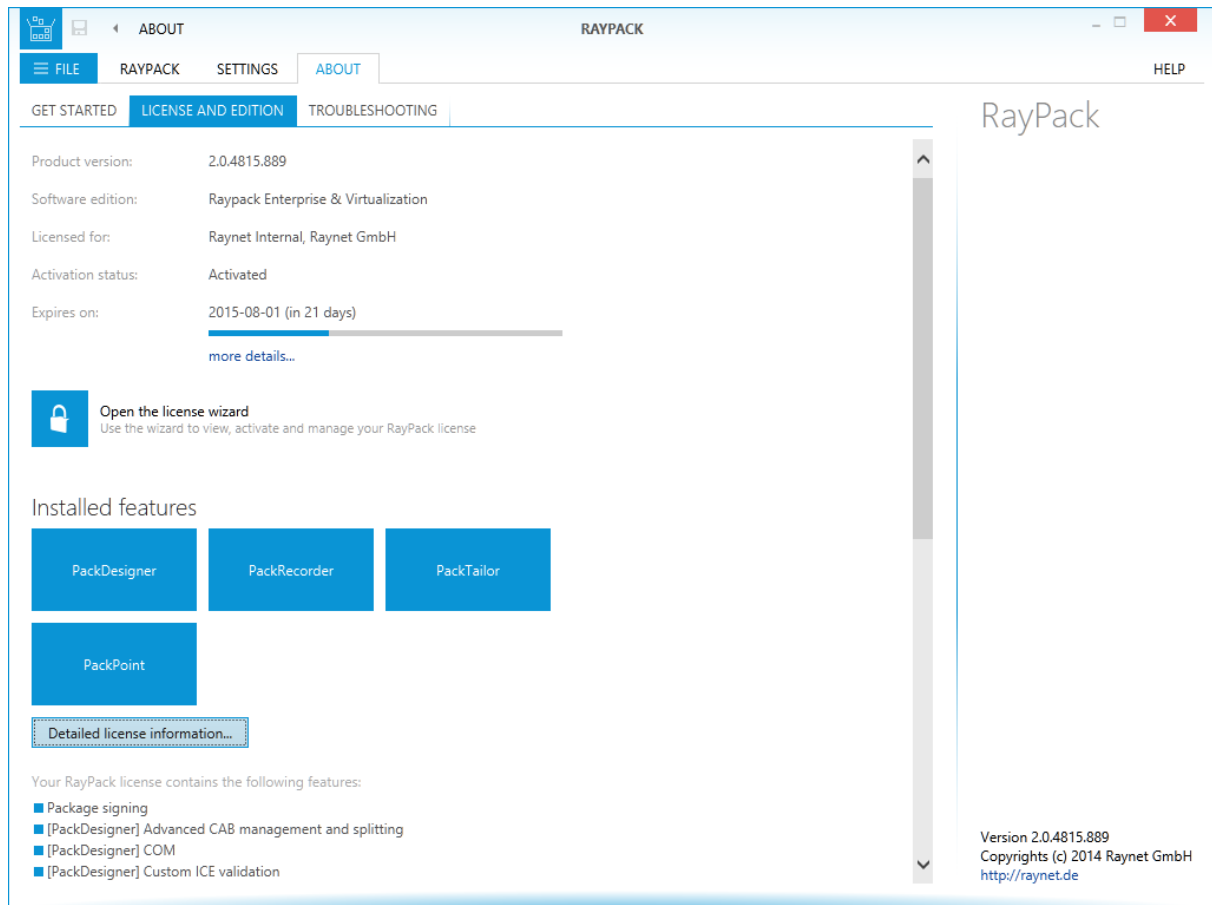 ABOUT RAYPACK
FILE RAYPACK SETTINGS ABOUT HELP
GET STARTED LICENSE AND EDITION TROUBLESHOOTING
RayPack
Product version: 2.0.4815.889
Software edition: Raypack Enterprise & Virtualization
Licensed for: Raynet Internal, Raynet GmbH
Activation status: Activated
Expires on: 2015-08-01 (in 21 days)
more details...
Open the license wizard
Use the wizard to view, activate and manage your RayPack license
Installed features
PackDesigner PackRecorder PackTailor
PackPoint
Detailed license information...
Your RayPack license contains the following features:
Package signing
[PackDesigner] Advanced CAB management and splitting
[PackDesigner] COM
[PackDesigner] Custom ICE validation
Version 2.0.4815.889
Copyrights (c) 2014 Raynet GmbH
http://raynet.de